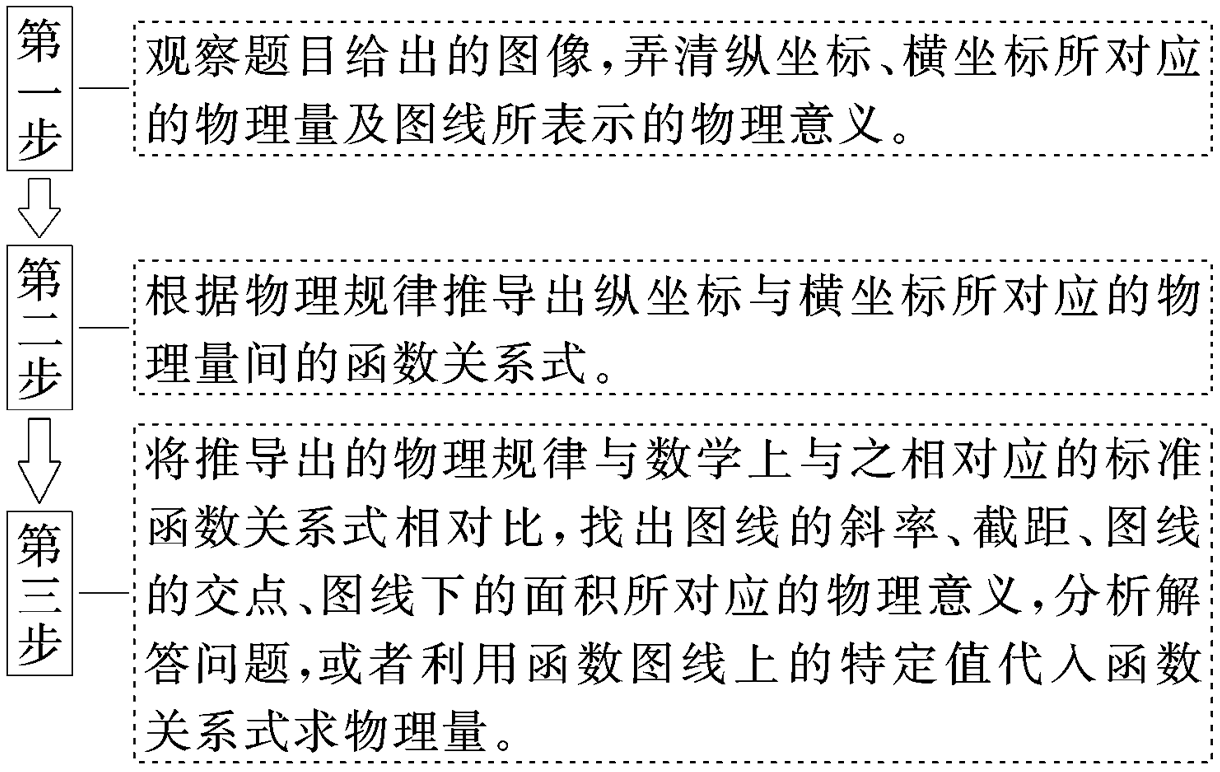 第一步
观察题目给出的图像,弄清纵坐标、横坐标所对应
的物理量及图线所表示的物理意义。
第二步
根据物理规律推导出纵坐标与横坐标所对应的物
理量间的函数关系式。
第三步
将推导出的物理规律与数学上与之相对应的标准
函数关系式相对比,找出图线的斜率、截距、图线
的交点、图线下的面积所对应的物理意义,分析解
答问题,或者利用函数图线上的特定值代入函数
关系式求物理量。